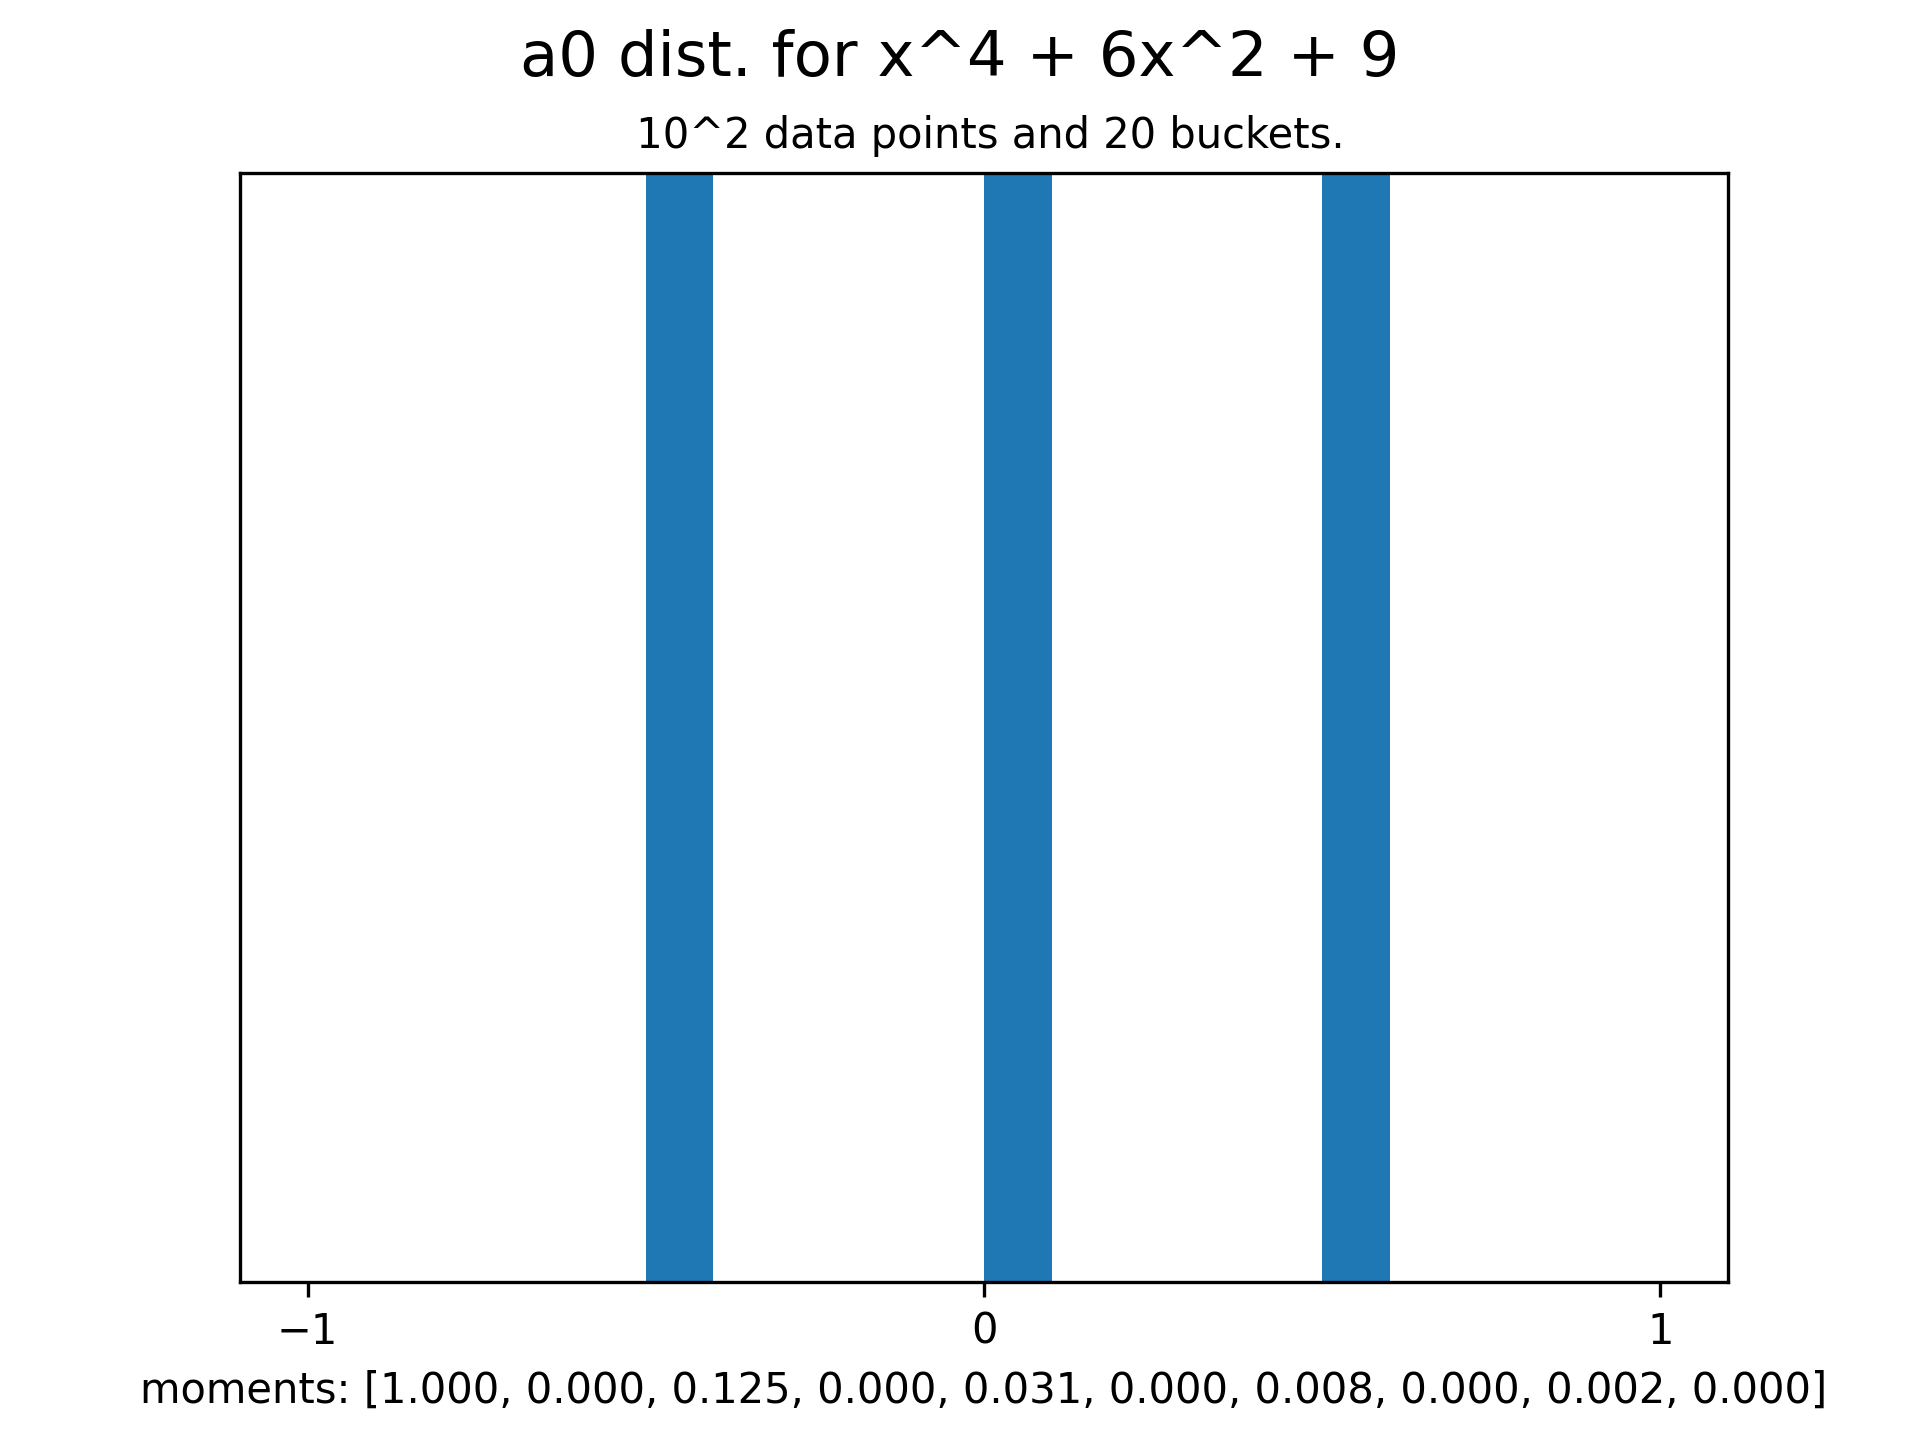 a0 dist. for x^4 + 6x^2 + 9
10^2 data points and 20 buckets.
−1 0 1
moments: [1.000, 0.000, 0.125, 0.000, 0.031, 0.000, 0.008, 0.000, 0.002, 0.000]